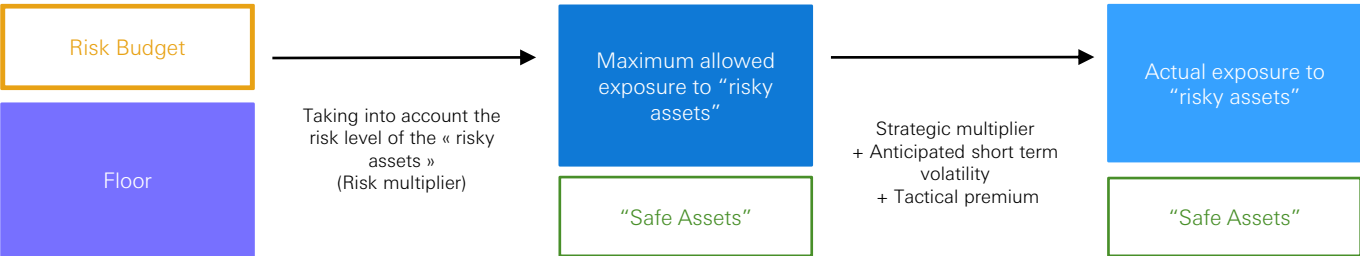 Risk Budget
Floor
Taking into account the
risk level of the « risky
assets »
(Risk multiplier)
Maximum allowed
exposure to “risky
assets”
“Safe Assets”
Strategic multiplier
+ Anticipated short term
volatility
+ Tactical premium
Actual exposure to
“risky assets”
“Safe Assets”